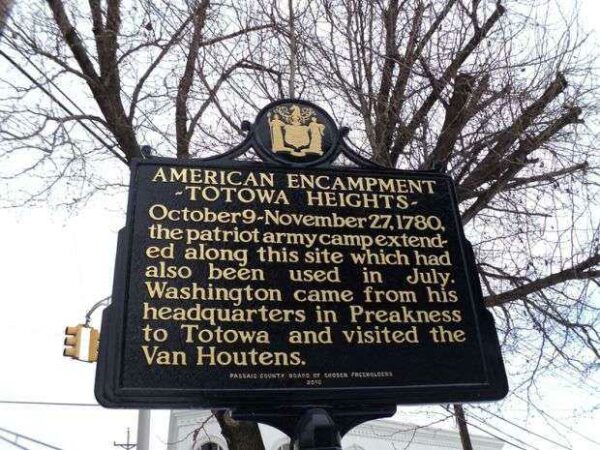 AMERICAN ENCAMPMENT
-TOTOWA HEIGHTS-
October 9-November 27, 1780,
the patriot army camp extend-
ed along this site which had
also been used in July.
Washington came from his
headquarters in Preakness
to Totowa and visited the
Van Houtens.
PASSAIC COUNTY BOARD OF CHOSEN FREEHOLDERS